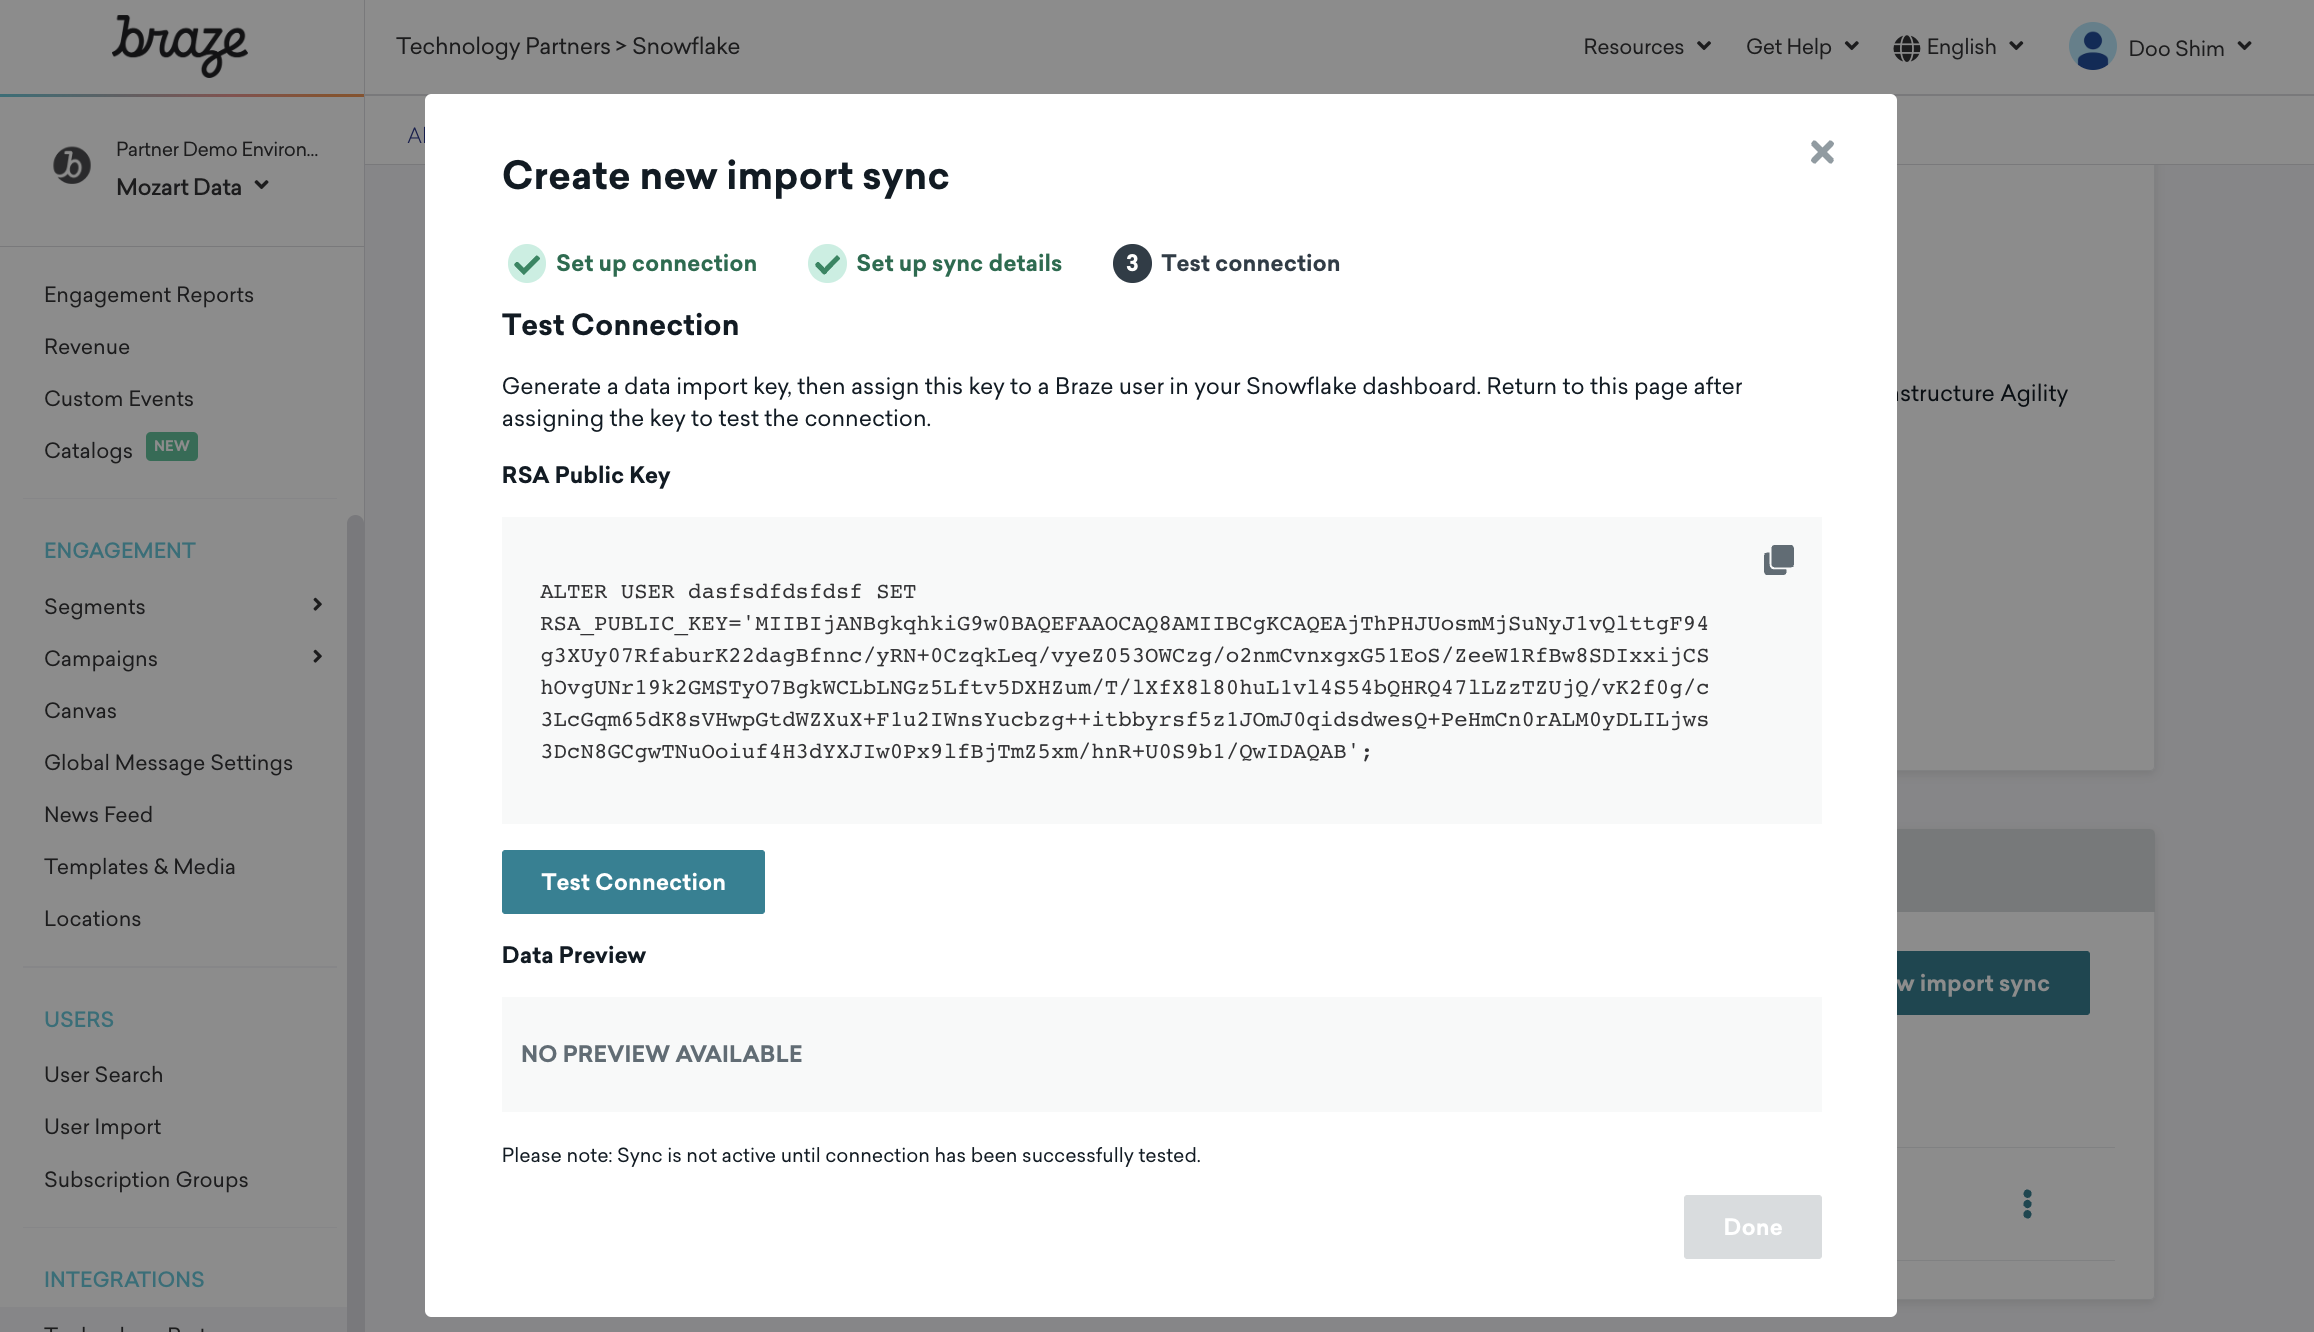 braze
Technology Partners > Snowflake
Resources
Get Help
English
Doo Shim
Partner Demo Environ...
Mozart Data
Engagement Reports
Revenue
Custom Events
Catalogs NEW
ENGAGEMENT
Segments
Campaigns
Canvas
Global Message Settings
News Feed
Templates & Media
Locations
USERS
User Search
User Import
Subscription Groups
INTEGRATIONS
Create new import sync
Set up connection
Set up sync details
3 Test connection
Test Connection
Generate a data import key, then assign this key to a Braze user in your Snowflake dashboard. Return to this page after
assigning the key to test the connection.
RSA Public Key
ALTER USER dasfsdfdsfdsf SET
RSA_PUBLIC_KEY='MIIBIjANBgkqhkiG9w0BAQEFAAOCAQ8AMIIBCgKCAQEAjThPHJUosmMjSuNyJ1vQlttgF94
g3XUy07RfaburK22dagBfnnc/yRN+0CzqkLeq/vyeZ053OWCzg/o2nmCvnxgxG51EoS/ZeeW1RfBw8SDIxxijCS
hOvgUNr19k2GMSTyO7BgkWCLbLNGz5Lftv5DXHZum/T/lXfX8l80huL1vl4S54bQHRQ47lLZzTZUjQ/vK2f0g/c
3LcGqm65dK8sVHwpGtdWZXuX+F1u2IWnsYucbzg++itbbyrsf5z1JOmJ0qidsdwesQ+PeHmCn0rALM0yDLILjws
3DcN8GCgwTNuOoiuf4H3dYXJIw0Px9lfBjTmZ5xm/hnR+U0S9b1/QwIDAQAB';
Test Connection
Data Preview
NO PREVIEW AVAILABLE
Please note: Sync is not active until connection has been successfully tested.
Done
structure Agility
w import sync